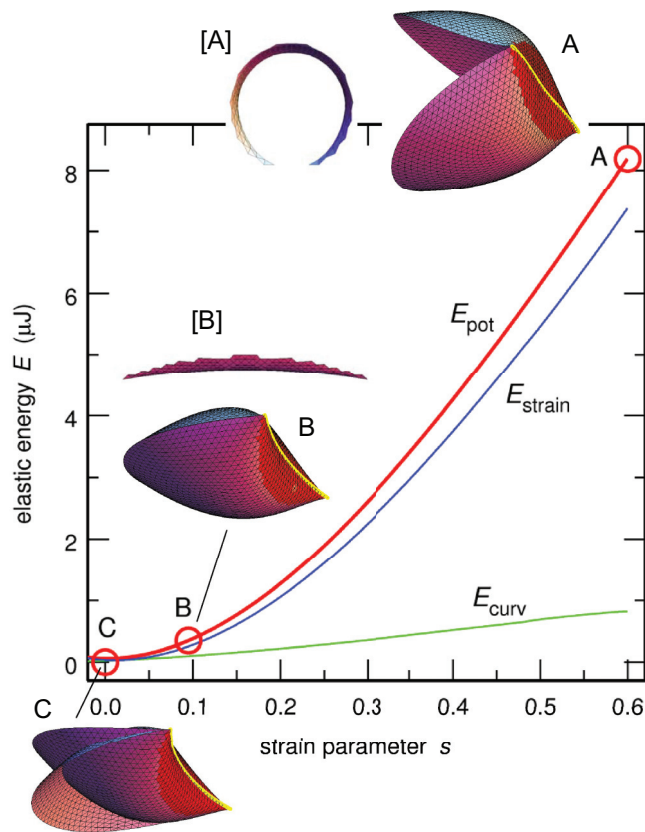 [A]
A
8
A
6
[B]
E_pot
E_strain
4
B
2
B
E_curv
C
0
elastic energy E (μJ)
0.0 0.1 0.2 0.3 0.4 0.5 0.6
C
strain parameter s